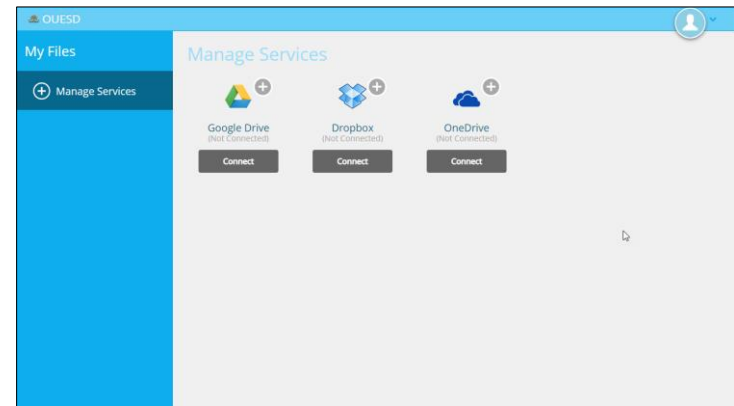 OUESD
My Files
Manage Services
Manage Services
Google Drive
(Not Connected)
Connect
Dropbox
(Not Connected)
Connect
OneDrive
(Not Connected)
Connect